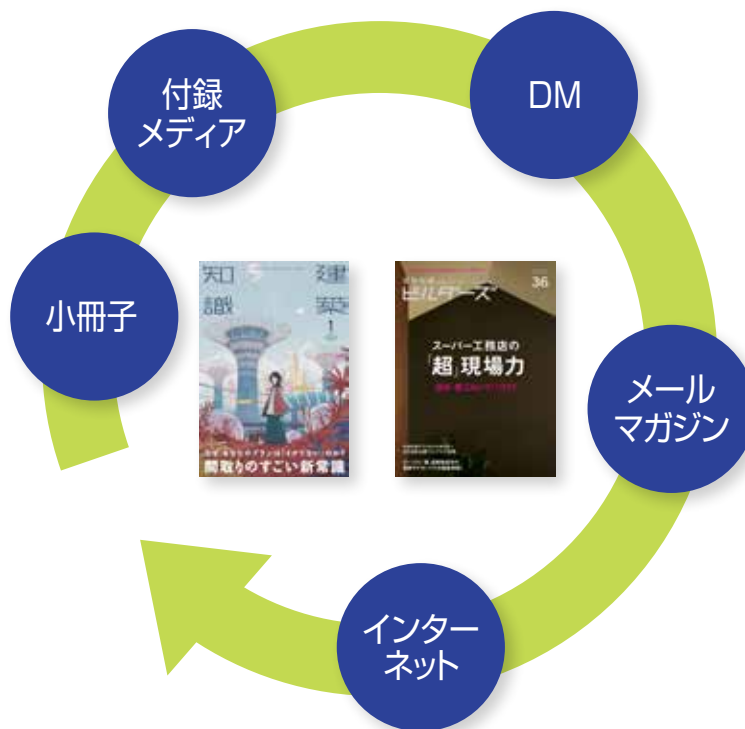 付録
メディア
DM
小冊子
建築
知識
1
ビルダーズ
36
スーパー工務店の
「超」現場力
間取りのすごい新常識
メール
マガジン
インター
ネット